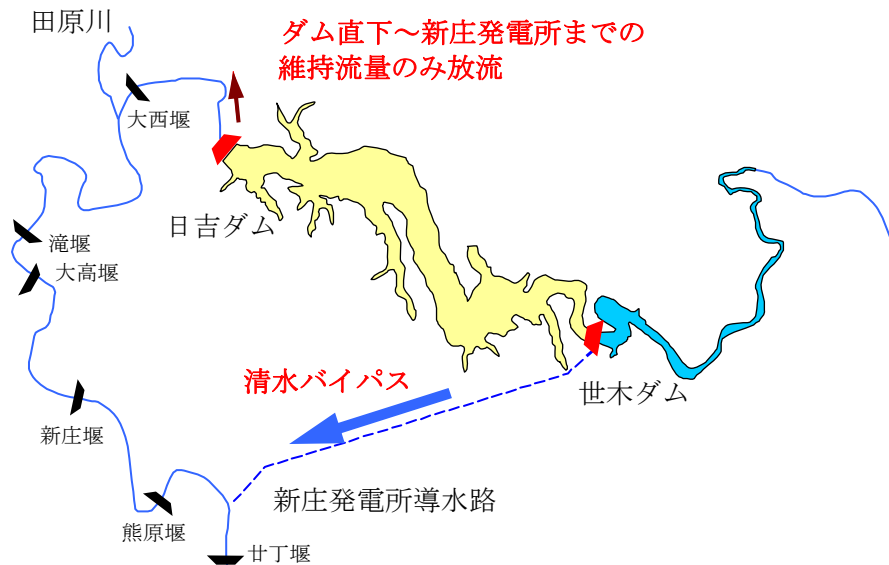 田原川
ダム直下～新庄発電所までの
維持流量のみ放流
大西堰
日吉ダム
滝堰
大高堰
清水バイパス
世木ダム
新庄堰
新庄発電所導水路
熊原堰
廿丁堰